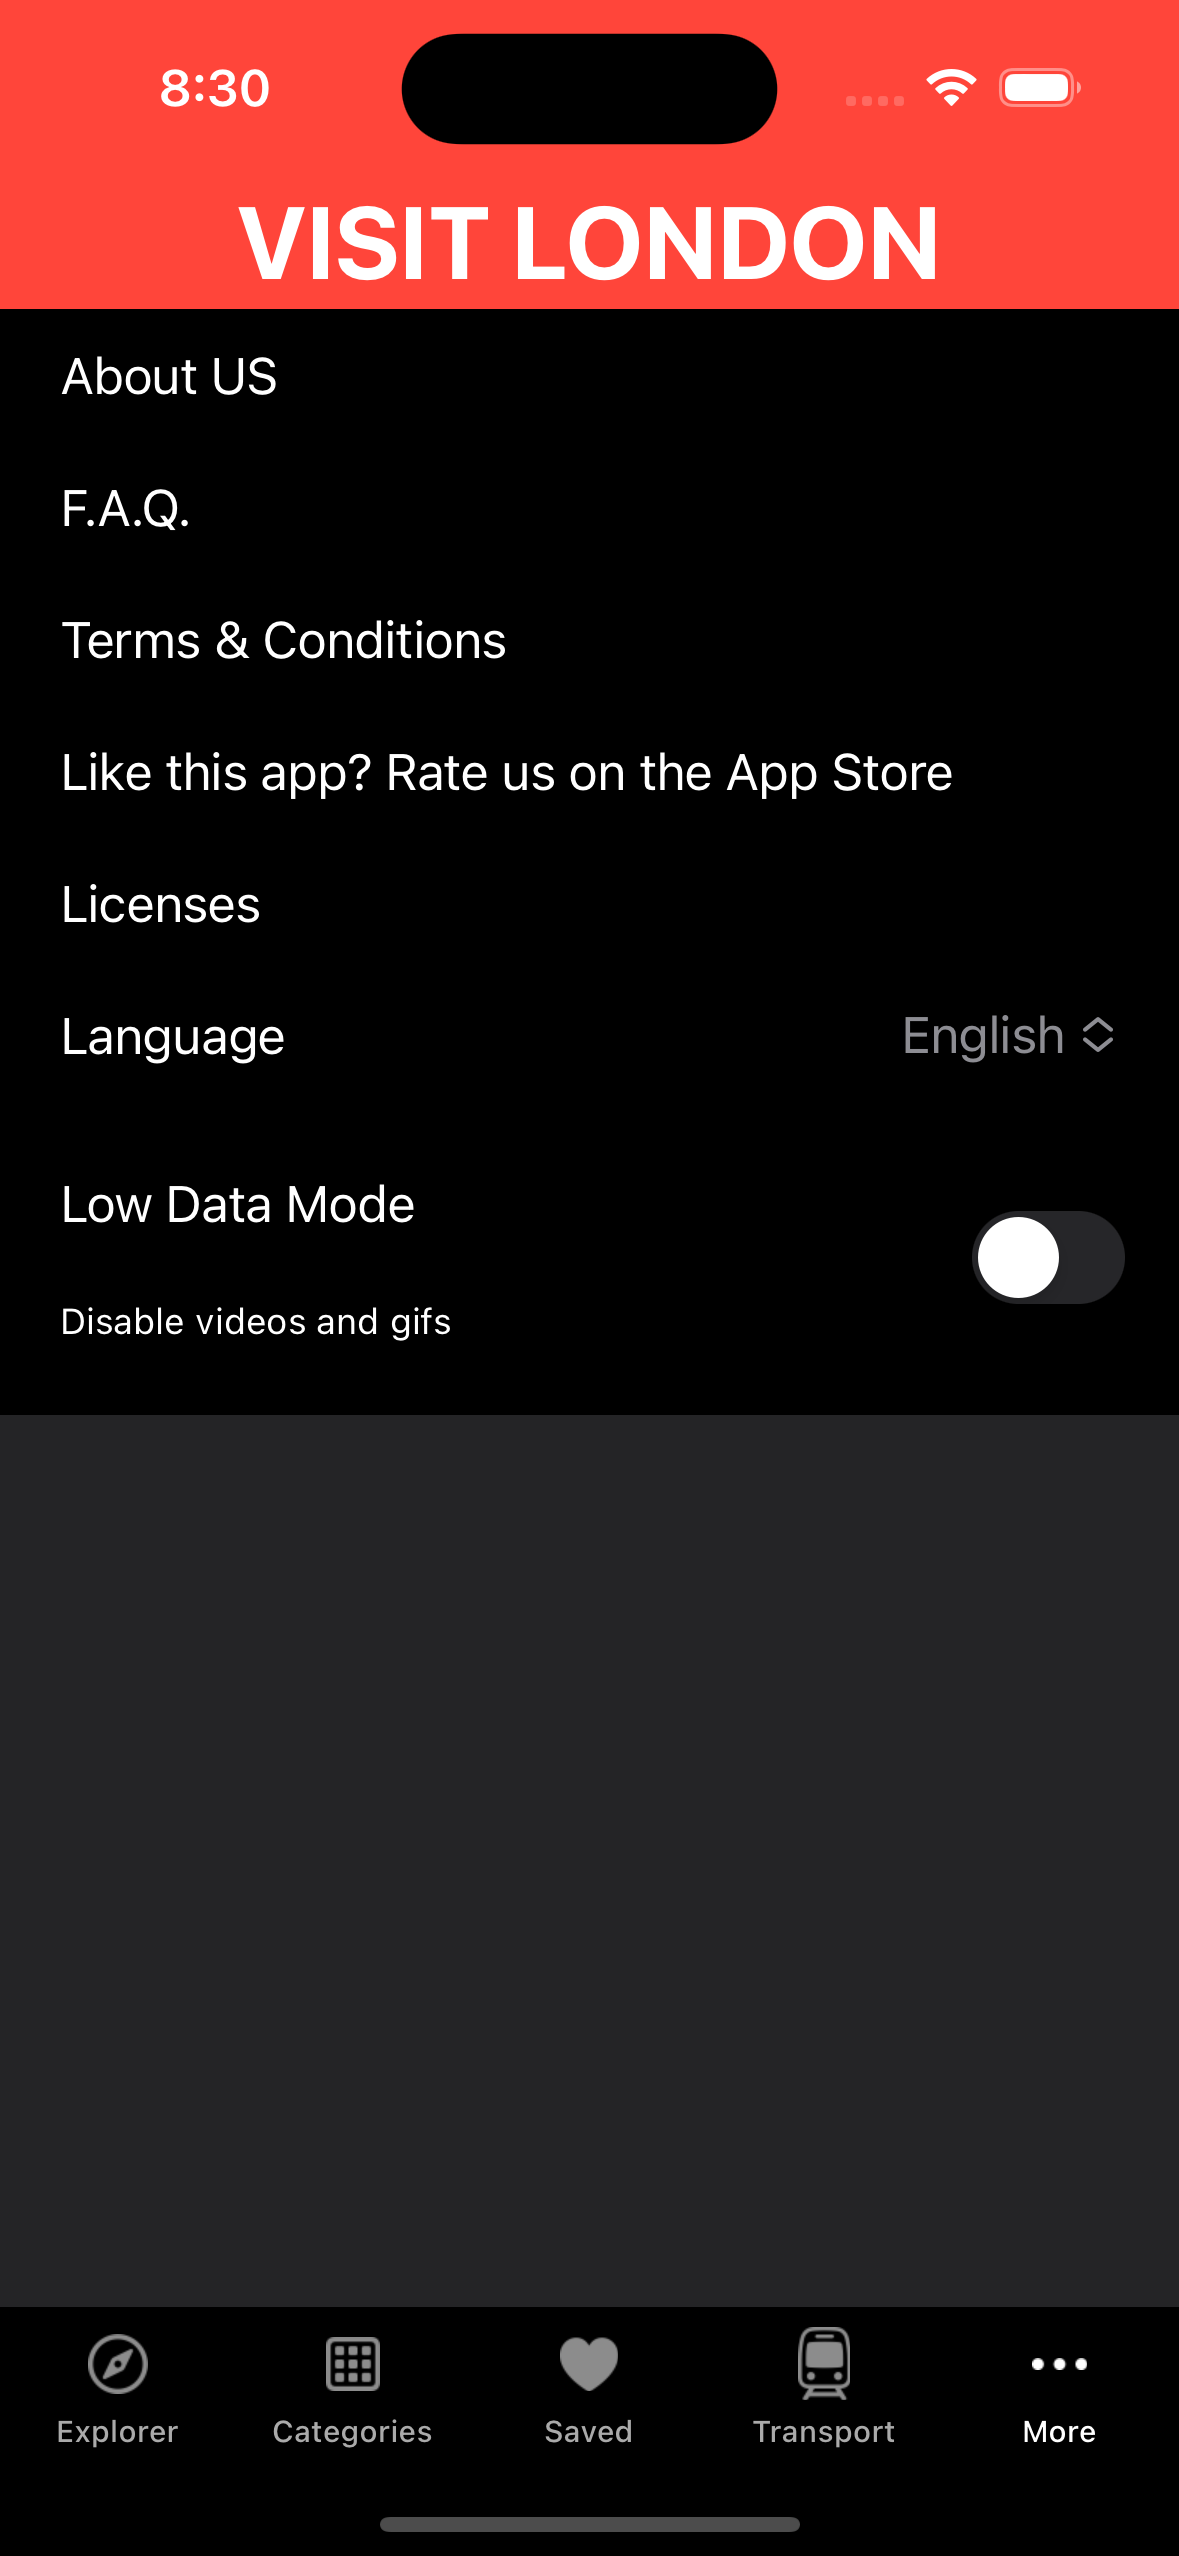 8:30
VISIT LONDON
About US
F.A.Q.
Terms & Conditions
Like this app? Rate us on the App Store
Licenses
Language English
Low Data Mode
Disable videos and gifs
Explorer Categories Saved Transport More